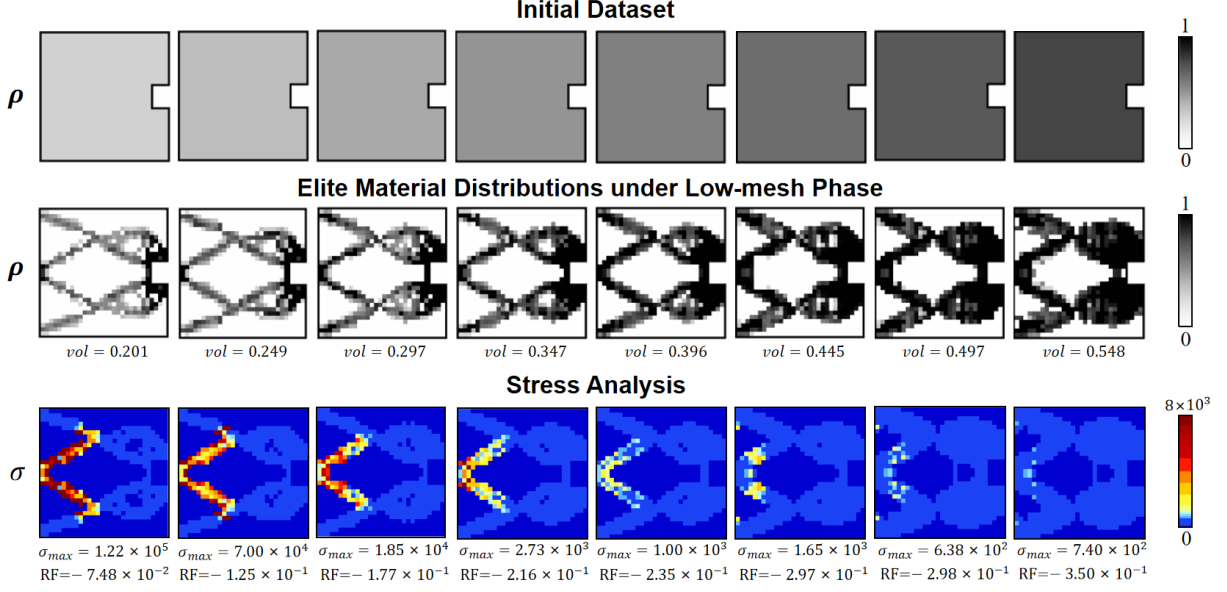 Initial Dataset
1
ρ
0
Elite Material Distributions under Low-mesh Phase
1
ρ
0
vol = 0.201 vol = 0.249 vol = 0.297 vol = 0.347 vol = 0.396 vol = 0.445 vol = 0.497 vol = 0.548
Stress Analysis
8×10³
σ
0
σmax = 1.22 × 10⁵ σmax = 7.00 × 10⁴ σmax = 1.85 × 10⁴ σmax = 2.73 × 10³ σmax = 1.00 × 10³ σmax = 1.65 × 10³ σmax = 6.38 × 10² σmax = 7.40 × 10²
RF=− 7.48 × 10⁻² RF=− 1.25 × 10⁻¹ RF=− 1.77 × 10⁻¹ RF=− 2.16 × 10⁻¹ RF=− 2.35 × 10⁻¹ RF=− 2.97 × 10⁻¹ RF=− 2.98 × 10⁻¹ RF=− 3.50 × 10⁻¹